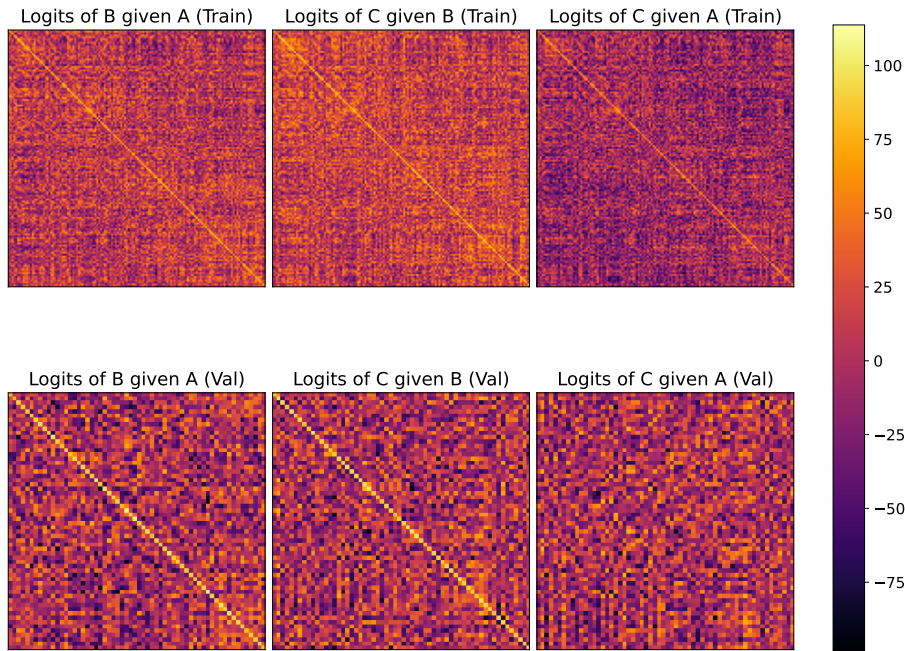 Logits of B given A (Train)
Logits of C given B (Train)
Logits of C given A (Train)
100
75
50
25
0
−25
−50
−75
Logits of B given A (Val)
Logits of C given B (Val)
Logits of C given A (Val)